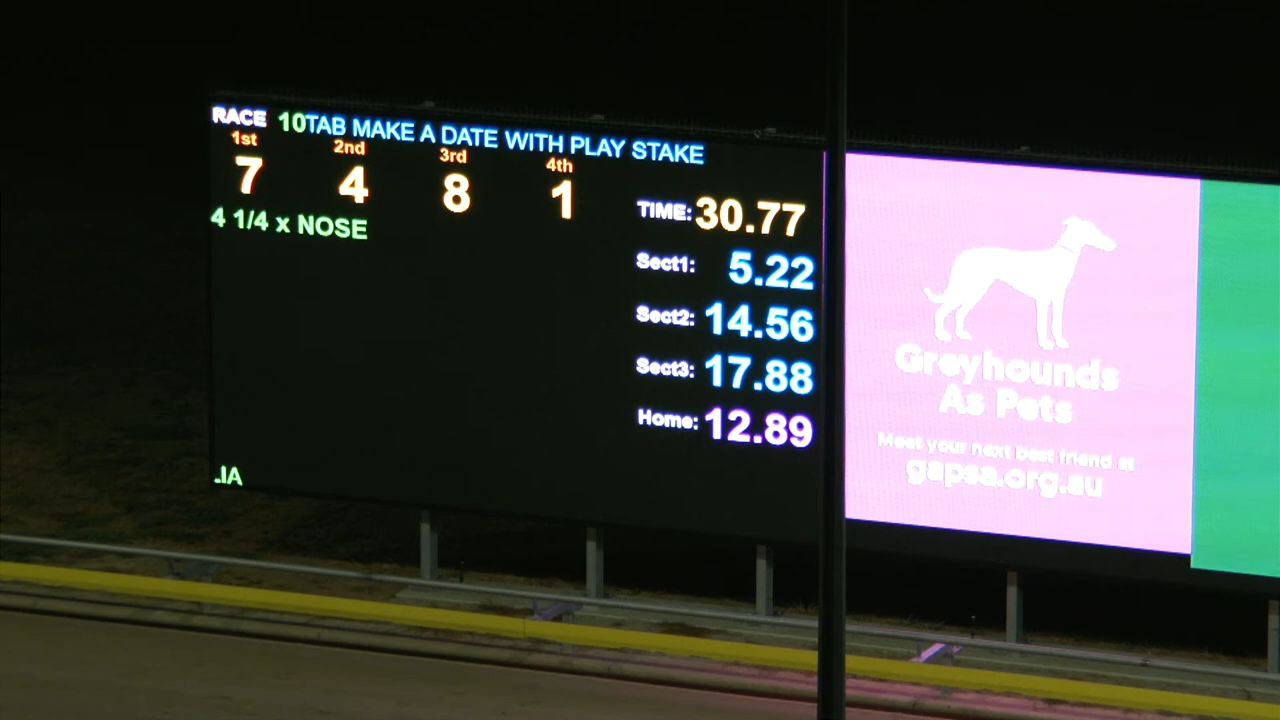 RACE 10TAB MAKE A DATE WITH PLAY STAKE
1st 2nd 3rd 4th
7 4 8 1
4 1/4 x NOSE
TIME: 30.77
Sect1: 5.22
Sect2: 14.56
Sect3: 17.88
Home: 12.89
.IA
Greyhounds
As Pets
Meet your next best friend at
gapsa.org.au